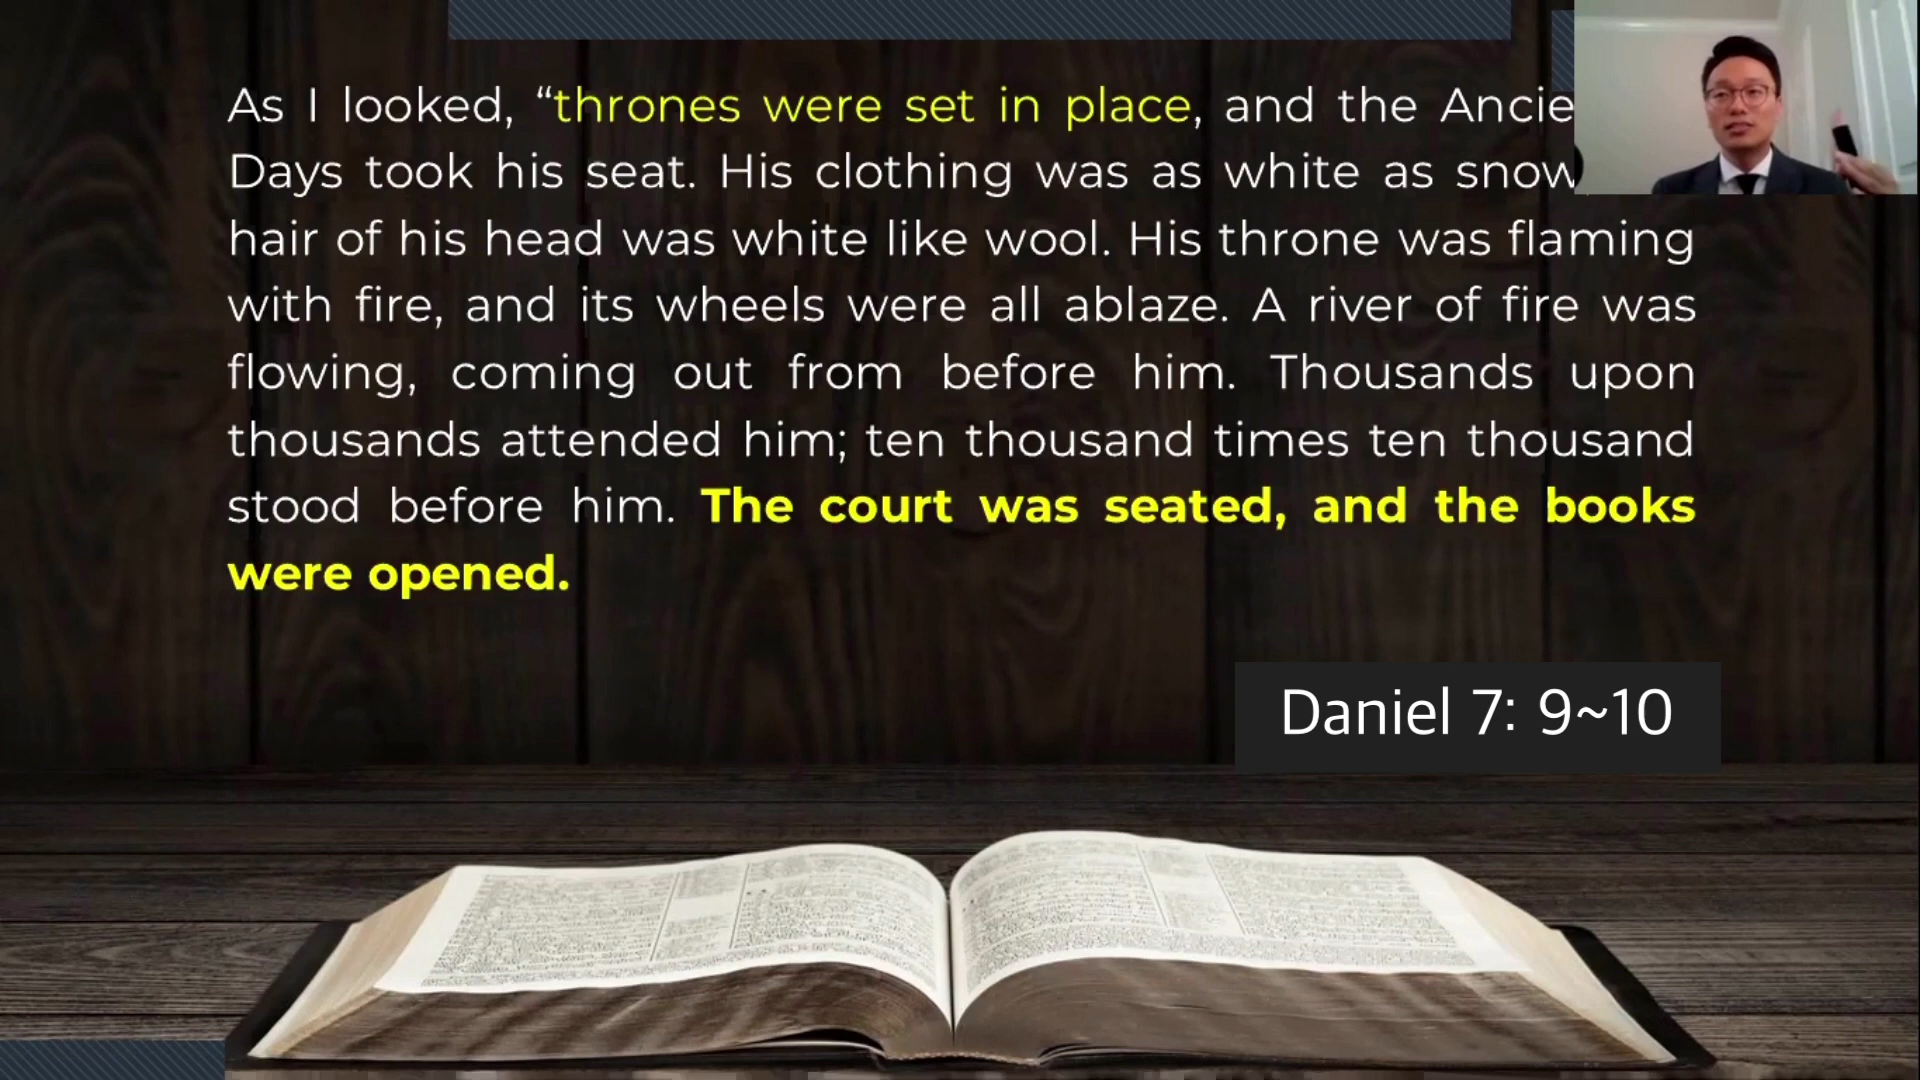 As I looked, “thrones were set in place, and the
Days took his seat. His clothing was as white as
hair of his head was white like wool. His throne was flaming
with fire, and its wheels were all ablaze. A river of fire was
flowing, coming out from before him. Thousands upon
thousands attended him; ten thousand times ten thousand
stood before him. The court was seated, and the books
were opened.
Daniel 7: 9~10